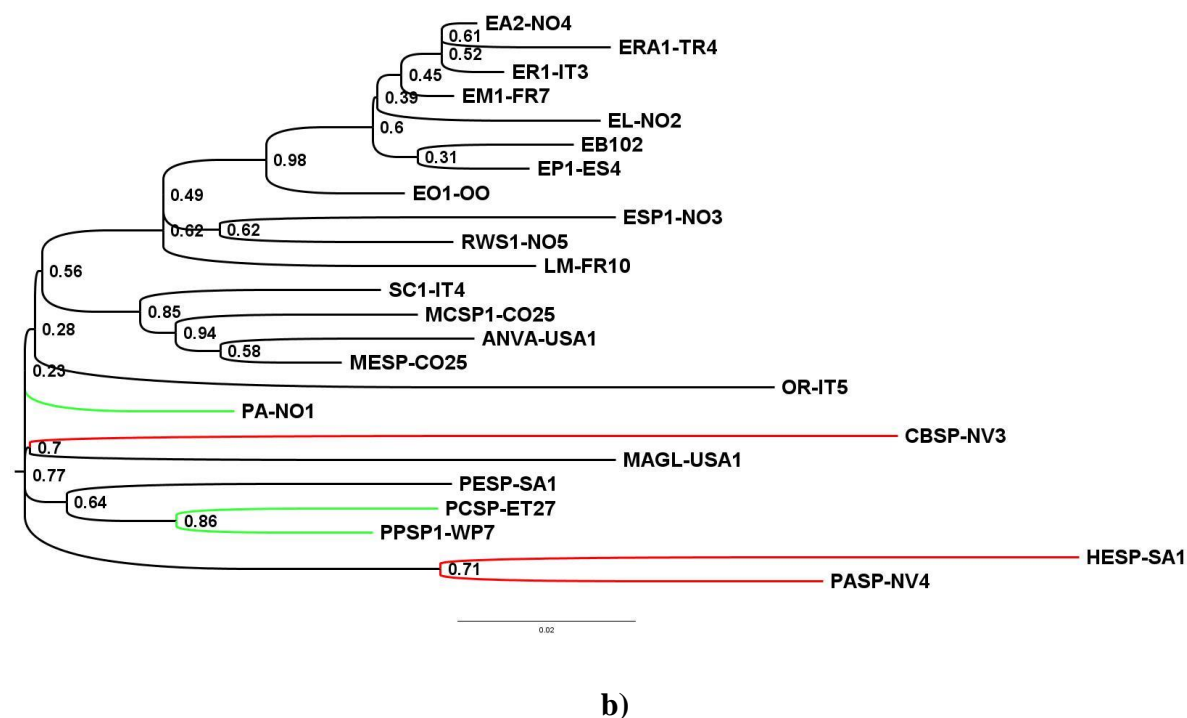 EA2-NO4
0.61
ERA1-TR4
0.52
ER1-IT3
0.45
EM1-FR7
0.39
EL-NO2
0.6
EB102
0.31
EP1-ES4
0.98
EO1-OO
0.49
ESP1-NO3
0.62
0.62
RWS1-NO5
LM-FR10
0.56
SC1-IT4
0.85
MCSP1-CO25
0.94
ANVA-USA1
0.58
MESP-CO25
0.28
0.23
OR-IT5
PA-NO1
CBSP-NV3
0.7
MAGL-USA1
0.77
PESP-SA1
0.64
PCSP-ET27
0.86
PPSP1-WP7
HESP-SA1
0.71
PASP-NV4
0.02
b)